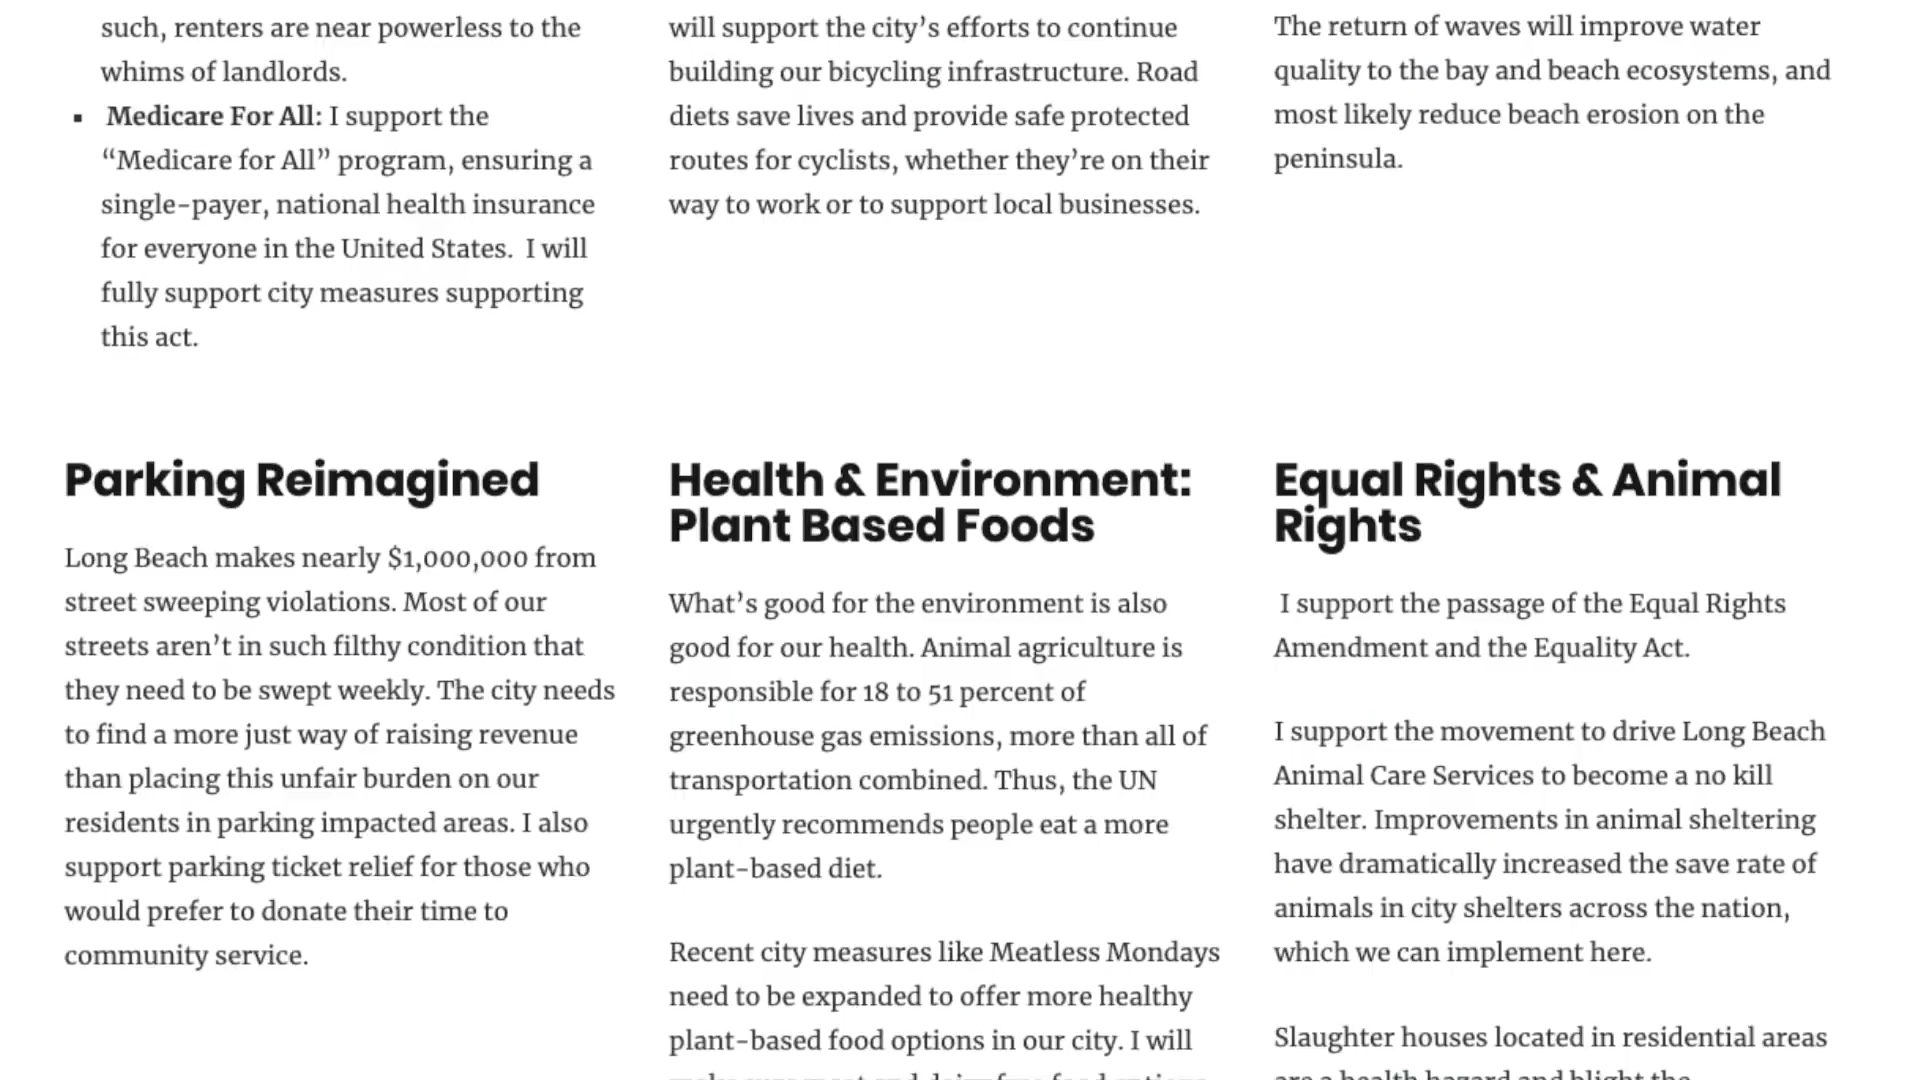 such, renters are near powerless to the
whims of landlords.
▪ Medicare For All: I support the
“Medicare for All” program, ensuring a
single-payer, national health insurance
for everyone in the United States.  I will
fully support city measures supporting
this act.
will support the city’s efforts to continue
building our bicycling infrastructure. Road
diets save lives and provide safe protected
routes for cyclists, whether they’re on their
way to work or to support local businesses.
The return of waves will improve water
quality to the bay and beach ecosystems, and
most likely reduce beach erosion on the
peninsula.
Parking Reimagined
Long Beach makes nearly $1,000,000 from
street sweeping violations. Most of our
streets aren’t in such filthy condition that
they need to be swept weekly. The city needs
to find a more just way of raising revenue
than placing this unfair burden on our
residents in parking impacted areas. I also
support parking ticket relief for those who
would prefer to donate their time to
community service.
Health & Environment:
Plant Based Foods
What’s good for the environment is also
good for our health. Animal agriculture is
responsible for 18 to 51 percent of
greenhouse gas emissions, more than all of
transportation combined. Thus, the UN
urgently recommends people eat a more
plant-based diet.
Recent city measures like Meatless Mondays
need to be expanded to offer more healthy
plant-based food options in our city. I will
Equal Rights & Animal
Rights
I support the passage of the Equal Rights
Amendment and the Equality Act.
I support the movement to drive Long Beach
Animal Care Services to become a no kill
shelter. Improvements in animal sheltering
have dramatically increased the save rate of
animals in city shelters across the nation,
which we can implement here.
Slaughter houses located in residential areas
are a health hazard and blight the